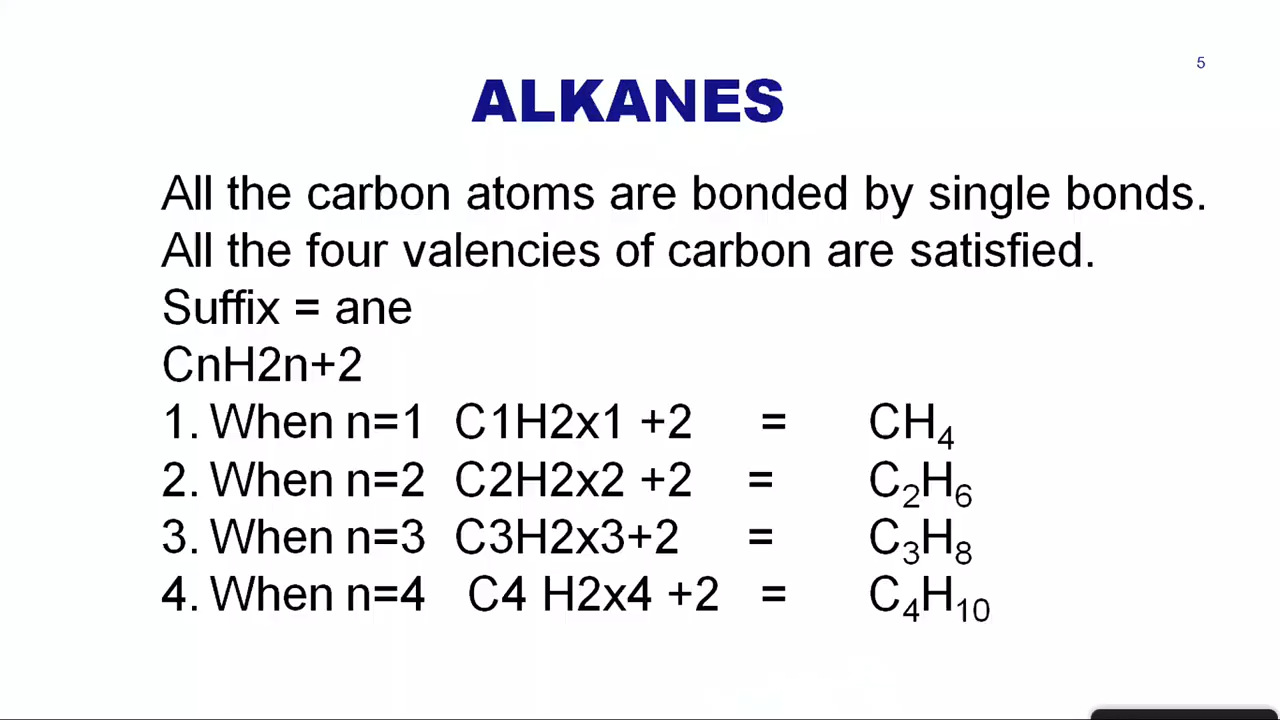 5
ALKANES
All the carbon atoms are bonded by single bonds.
All the four valencies of carbon are satisfied.
Suffix = ane
CnH2n+2
1. When n=1 C1H2x1 +2 = CH₄
2. When n=2 C2H2x2 +2 = C₂H₆
3. When n=3 C3H2x3+2 = C₃H₈
4. When n=4 C4 H2x4 +2 = C₄H₁₀